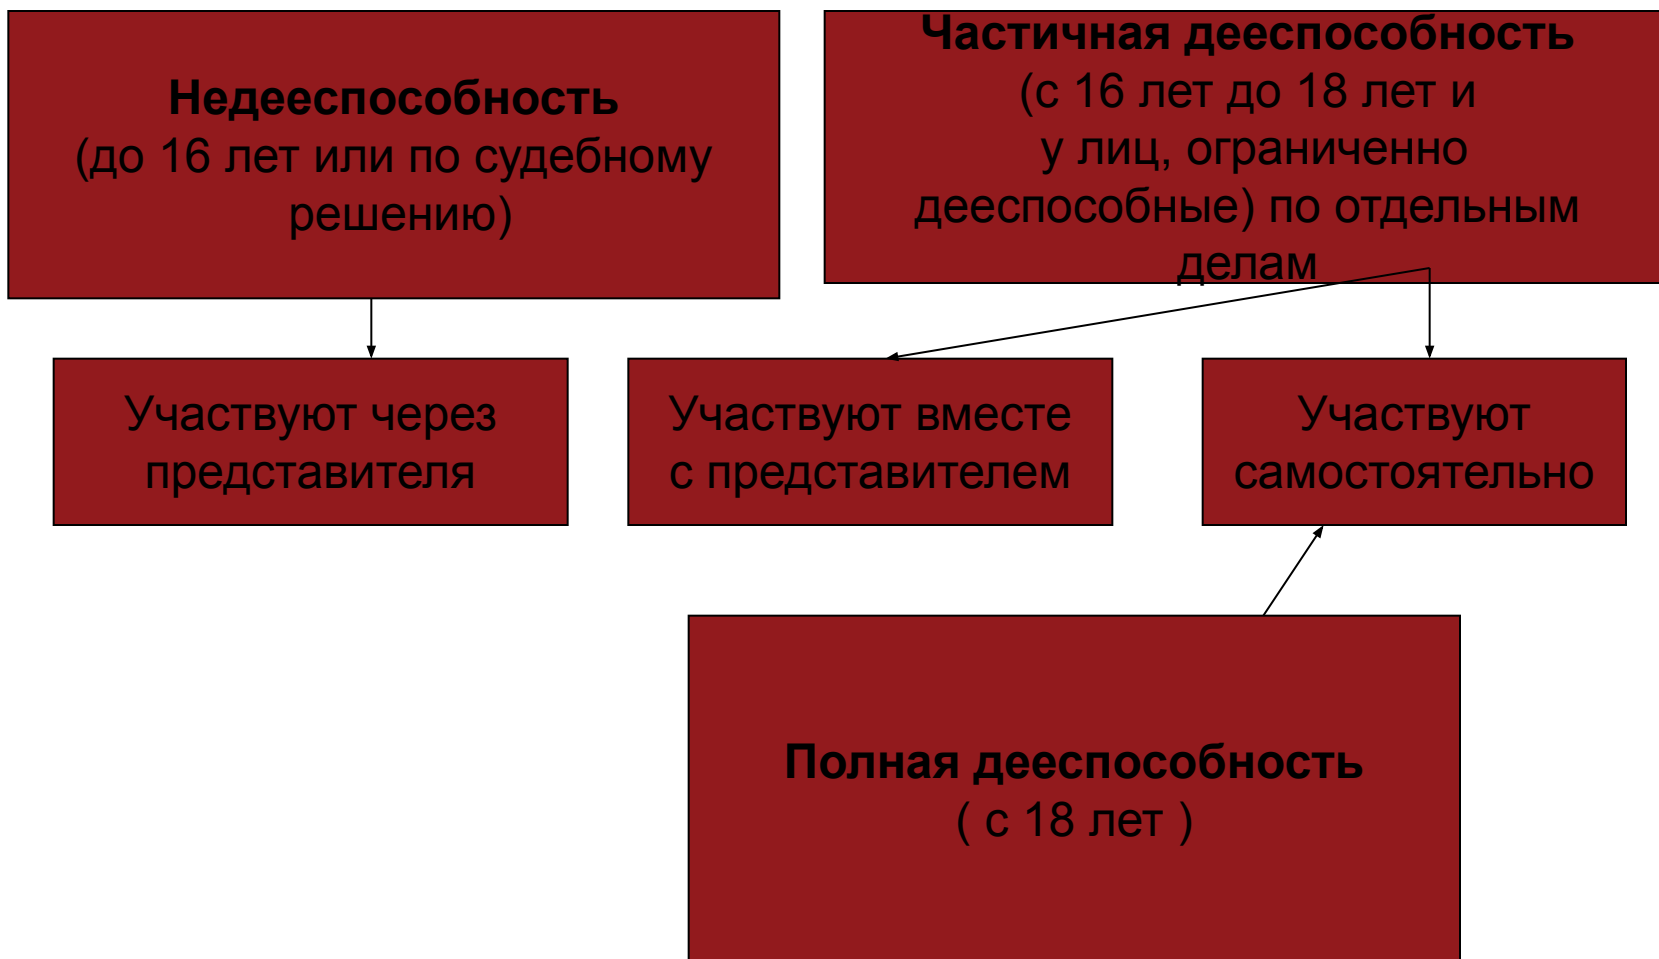 Недееспособность
(до 16 лет или по судебному
решению)
Частичная дееспособность
(с 16 лет до 18 лет и
у лиц, ограниченно
дееспособные) по отдельным
делам
Участвуют через
представителя
Участвуют вместе
с представителем
Участвуют
самостоятельно
Полная дееспособность
( с 18 лет )